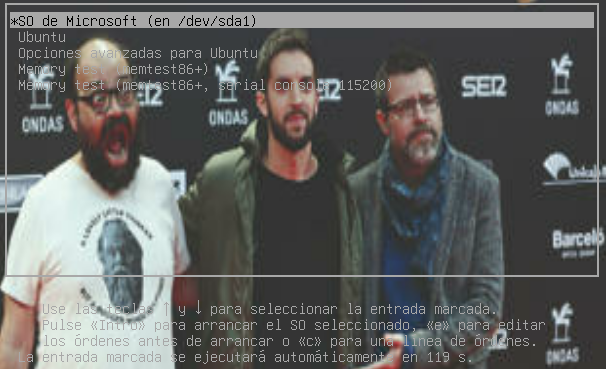 *SO de Microsoft (en /dev/sda1)
Ubuntu
Opciones avanzadas para Ubuntu
Memory test (memtest86+)
Memory test (memtest86+, serial console 115200)
ONDAS
ONDAS
SER
SER
ONDAS
Barceló
ONDAS
Use las teclas ↑ y ↓ para seleccionar la entrada marcada.
Pulse «Intro» para arrancar el SO seleccionado, «e» para editar
los órdenes antes de arrancar o «c» para una línea de órdenes.
La entrada marcada se ejecutará automáticamente en 119 s.